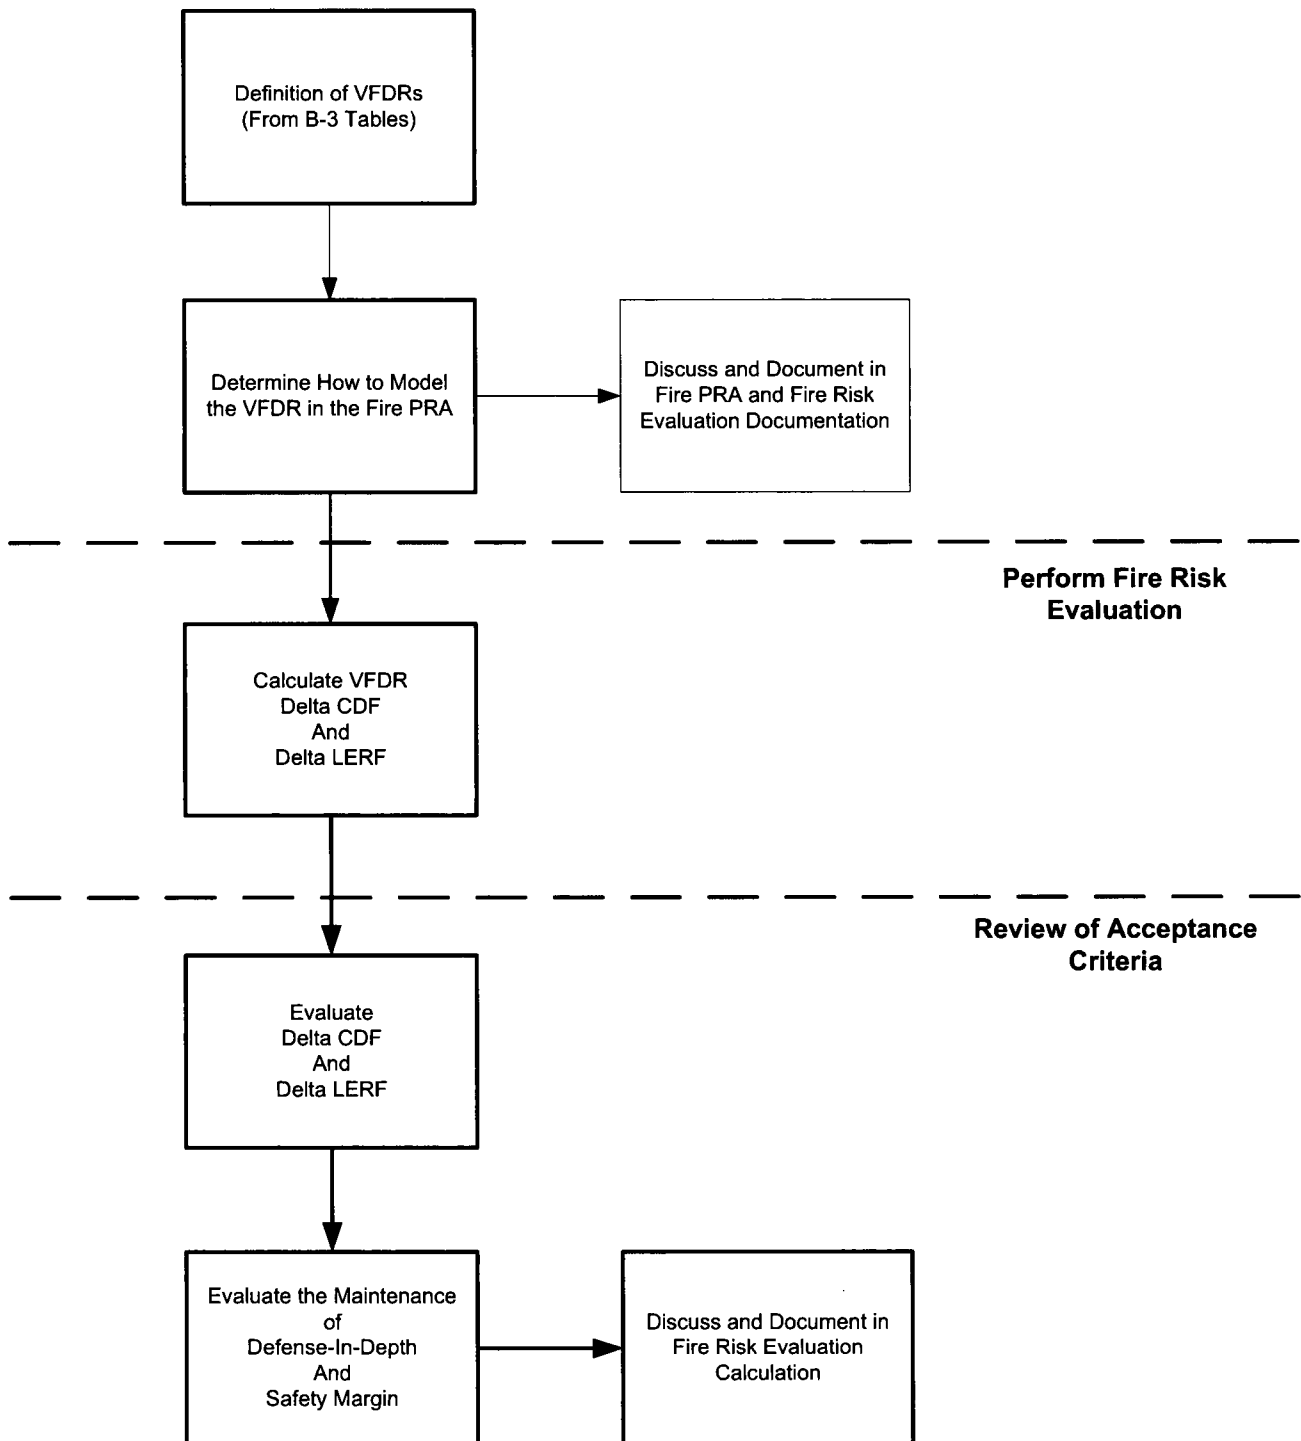 Definition of VFDRs
(From B-3 Tables)
Determine How to Model
the VFDR in the Fire PRA
Discuss and Document in
Fire PRA and Fire Risk
Evaluation Documentation
Perform Fire Risk
Evaluation
Calculate VFDR
Delta CDF
And
Delta LERF
Review of Acceptance
Criteria
Evaluate
Delta CDF
And
Delta LERF
Evaluate the Maintenance
of
Defense-In-Depth
And
Safety Margin
Discuss and Document in
Fire Risk Evaluation
Calculation